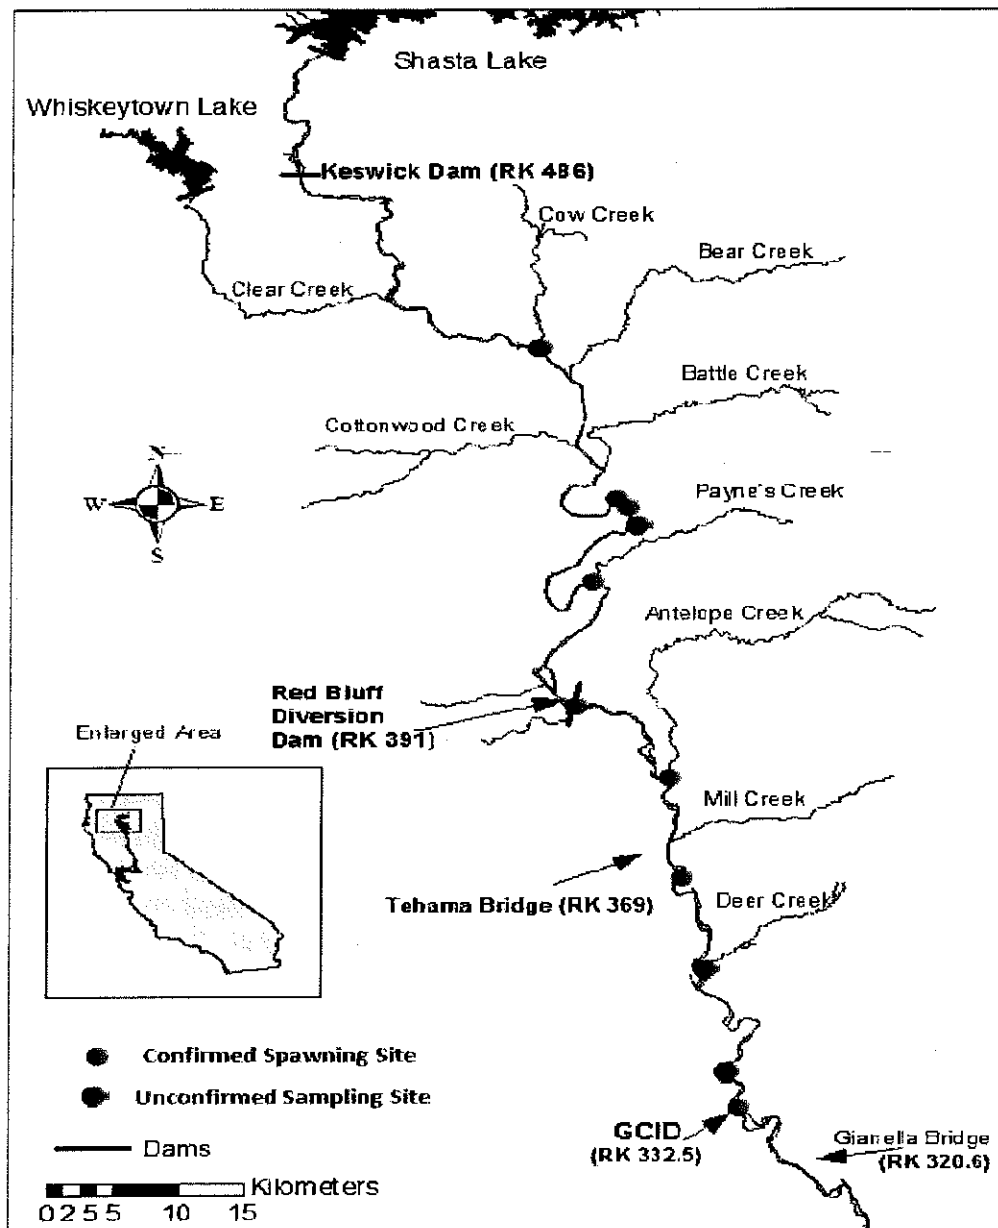 Shasta Lake
Whiskeytown Lake
Keswick Dam (RK 486)
Cow Creek
Bear Creek
Clear Creek
Battle Creek
Cottonwood Creek
N
W
E
S
Payne's Creek
Antelope Creek
Red Bluff
Diversion
Dam (RK 391)
Enlarged Area
Mill Creek
Tehama Bridge (RK 369)
Deer Creek
Confirmed Spawning Site
Unconfirmed Sampling Site
GCID
(RK 332.5)
Gianella Bridge
(RK 320.6)
Dams
Kilometers
0 2.5 5 10 15